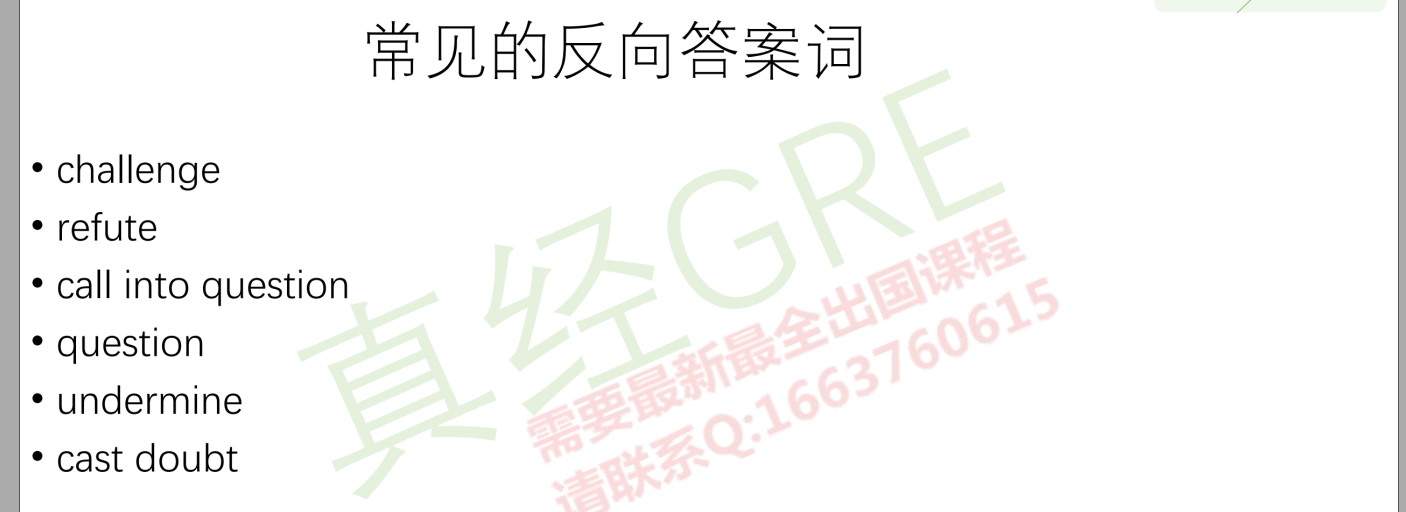 常见的反向答案词
• challenge
• refute
• call into question
• question
• undermine
• cast doubt
真经GRE
需要最新最全出国课程
请联系Q:1663760615